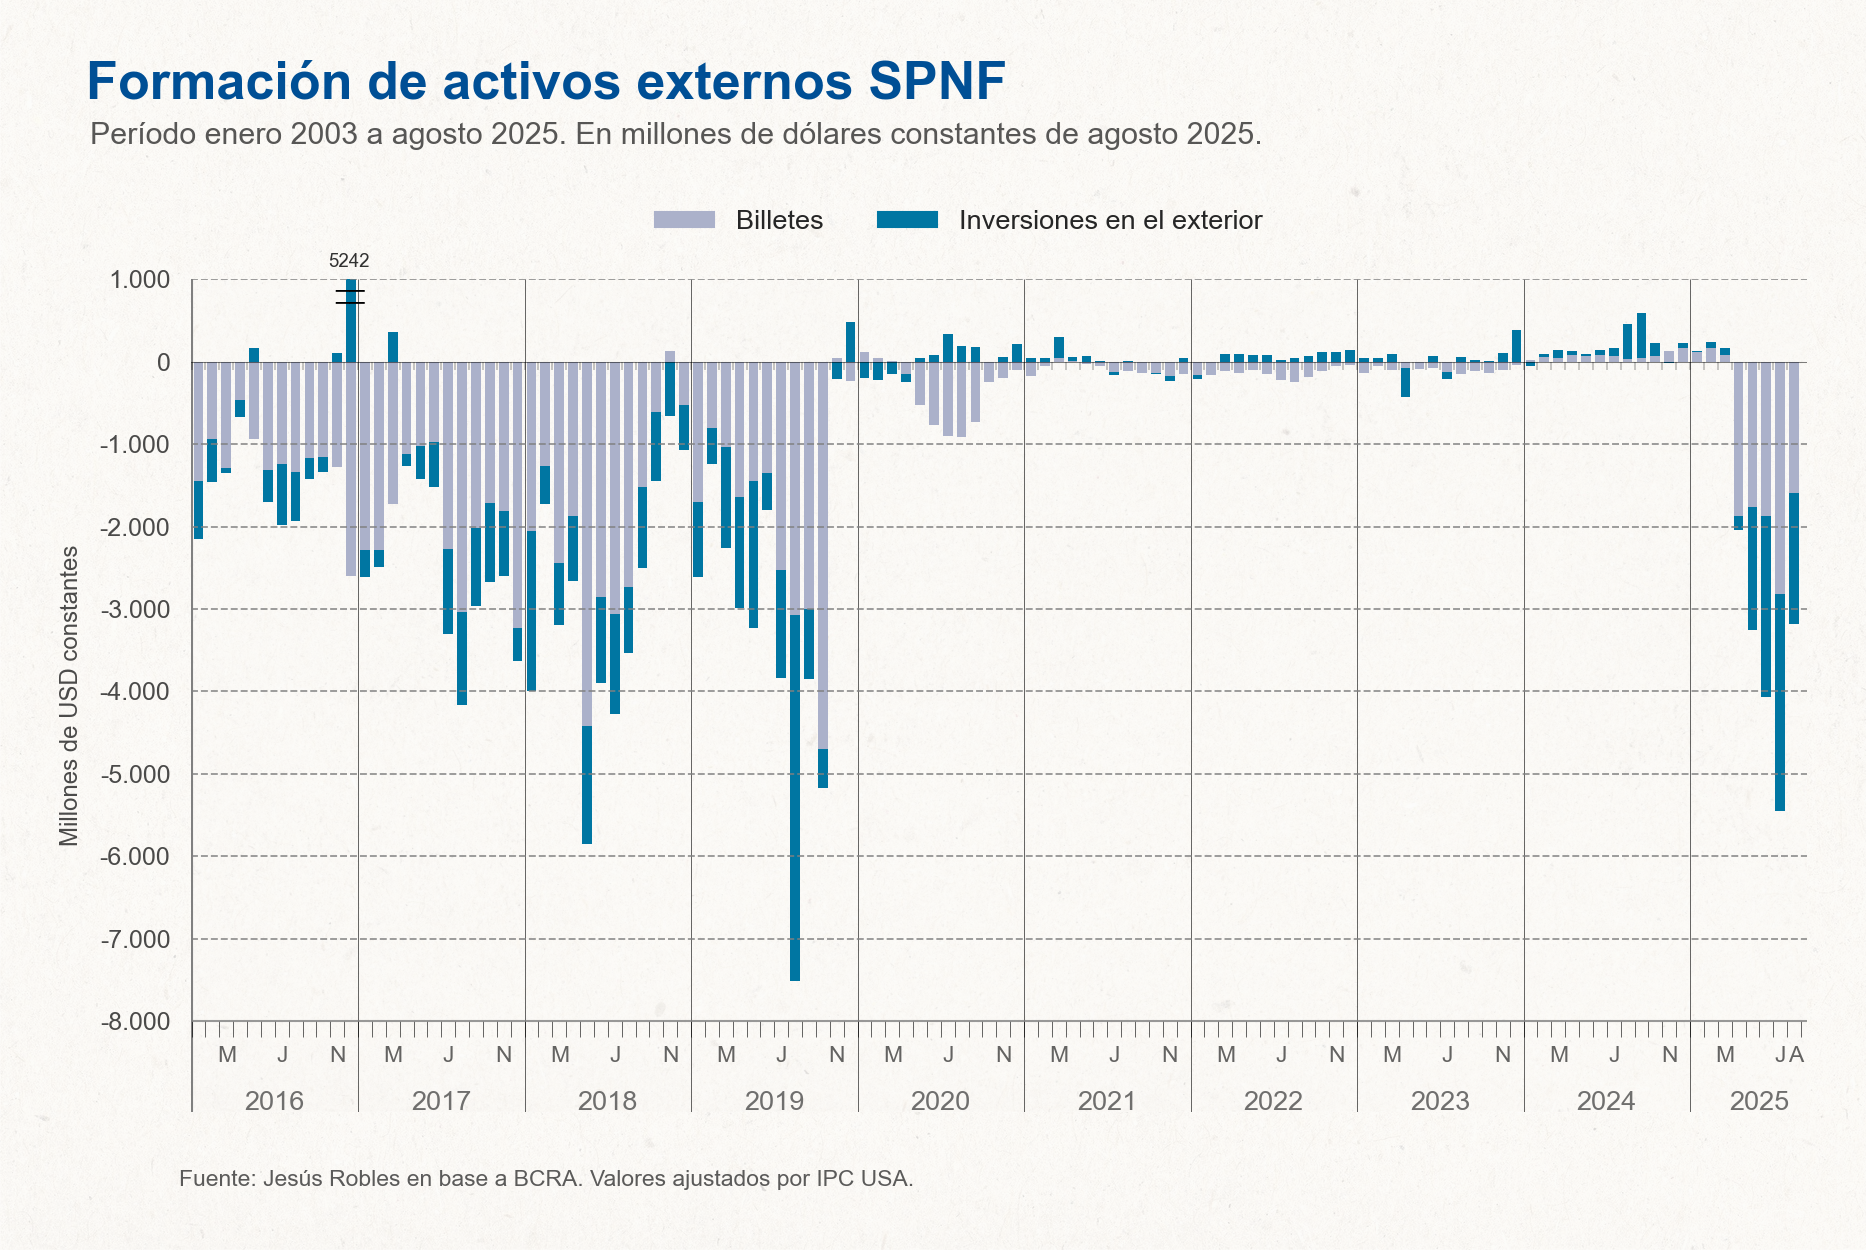 Formación de activos externos SPNF
Período enero 2003 a agosto 2025. En millones de dólares constantes de agosto 2025.
Billetes Inversiones en el exterior
5242
1.000
0
-1.000
-2.000
-3.000
-4.000
-5.000
-6.000
-7.000
-8.000
Millones de USD constantes
M J N M J N M J N M J N M J N M J N M J N M J N M J N M J A
2016 2017 2018 2019 2020 2021 2022 2023 2024 2025
Fuente: Jesús Robles en base a BCRA. Valores ajustados por IPC USA.